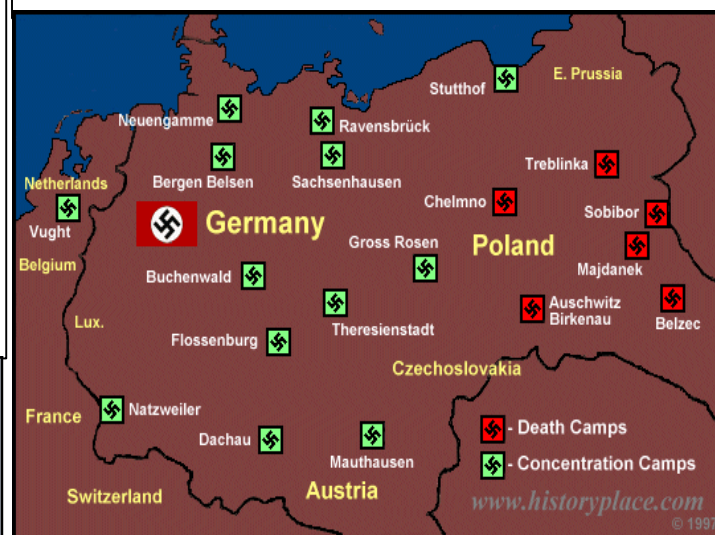 Stutthof
E. Prussia
Neuengamme
Ravensbrück
Bergen Belsen
Sachsenhausen
Treblinka
Netherlands
Vught
Germany
Chelmno
Sobibor
Gross Rosen
Poland
Majdanek
Belgium
Buchenwald
Auschwitz
Birkenau
Belzec
Lux.
Theresienstadt
Flossenburg
Czechoslovakia
France
Natzweiler
Dachau
Mauthausen
- Death Camps
- Concentration Camps
Switzerland
Austria
www.historyplace.com
© 1997